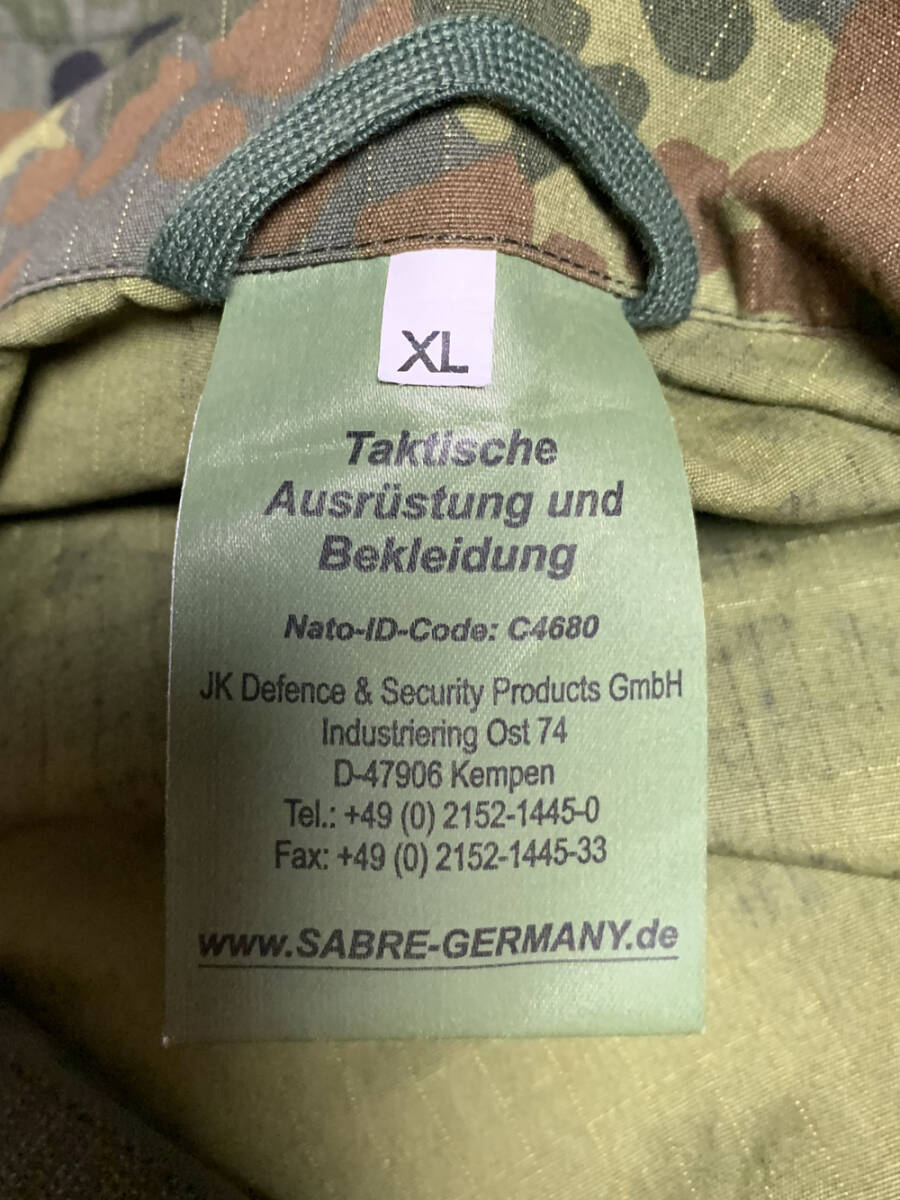 XL
Taktische
Ausrüstung und
Bekleidung
Nato-ID-Code: C4680
JK Defence & Security Products GmbH
Industriering Ost 74
D-47906 Kempen
Tel.: +49 (0) 2152-1445-0
Fax: +49 (0) 2152-1445-33
www.SABRE-GERMANY.de